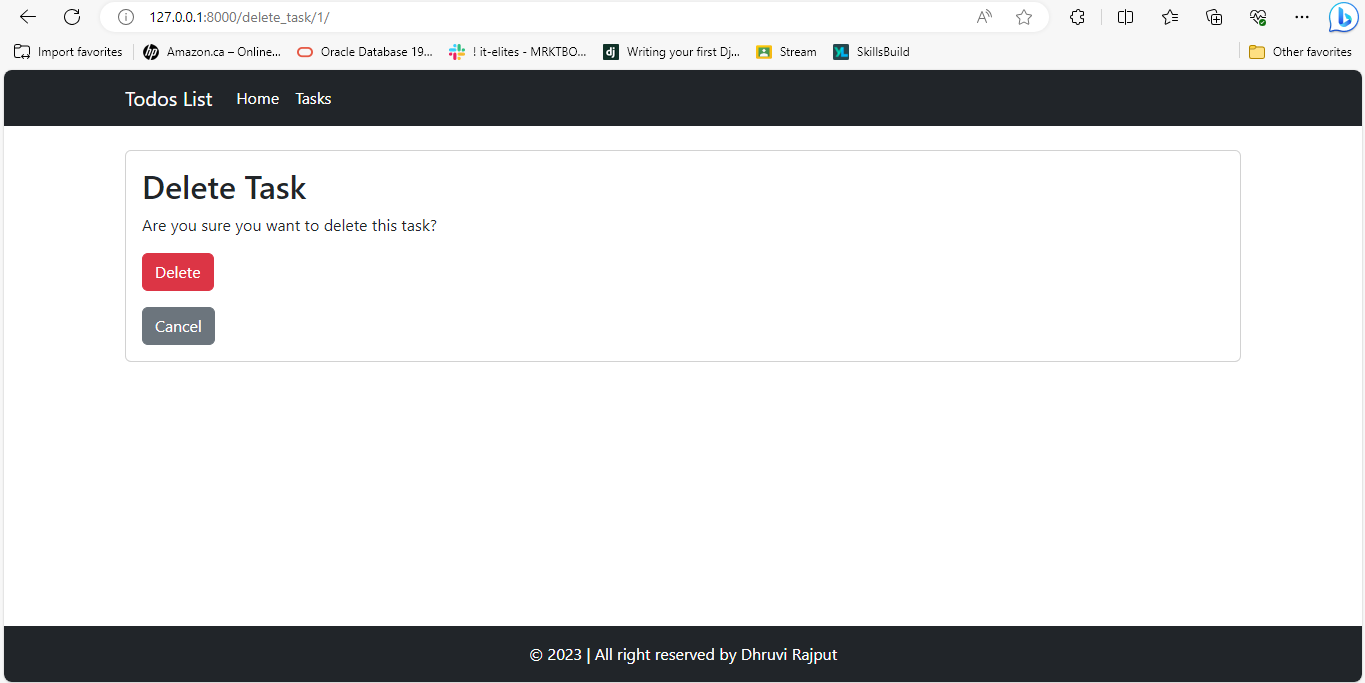 127.0.0.1:8000/delete_task/1/
Import favorites hp Amazon.ca – Online... Oracle Database 19... ! it-elites - MRKTBO... dj Writing your first Dj... Stream SkillsBuild Other favorites
Todos List Home Tasks
Delete Task
Are you sure you want to delete this task?
Delete
Cancel
© 2023 | All right reserved by Dhruvi Rajput